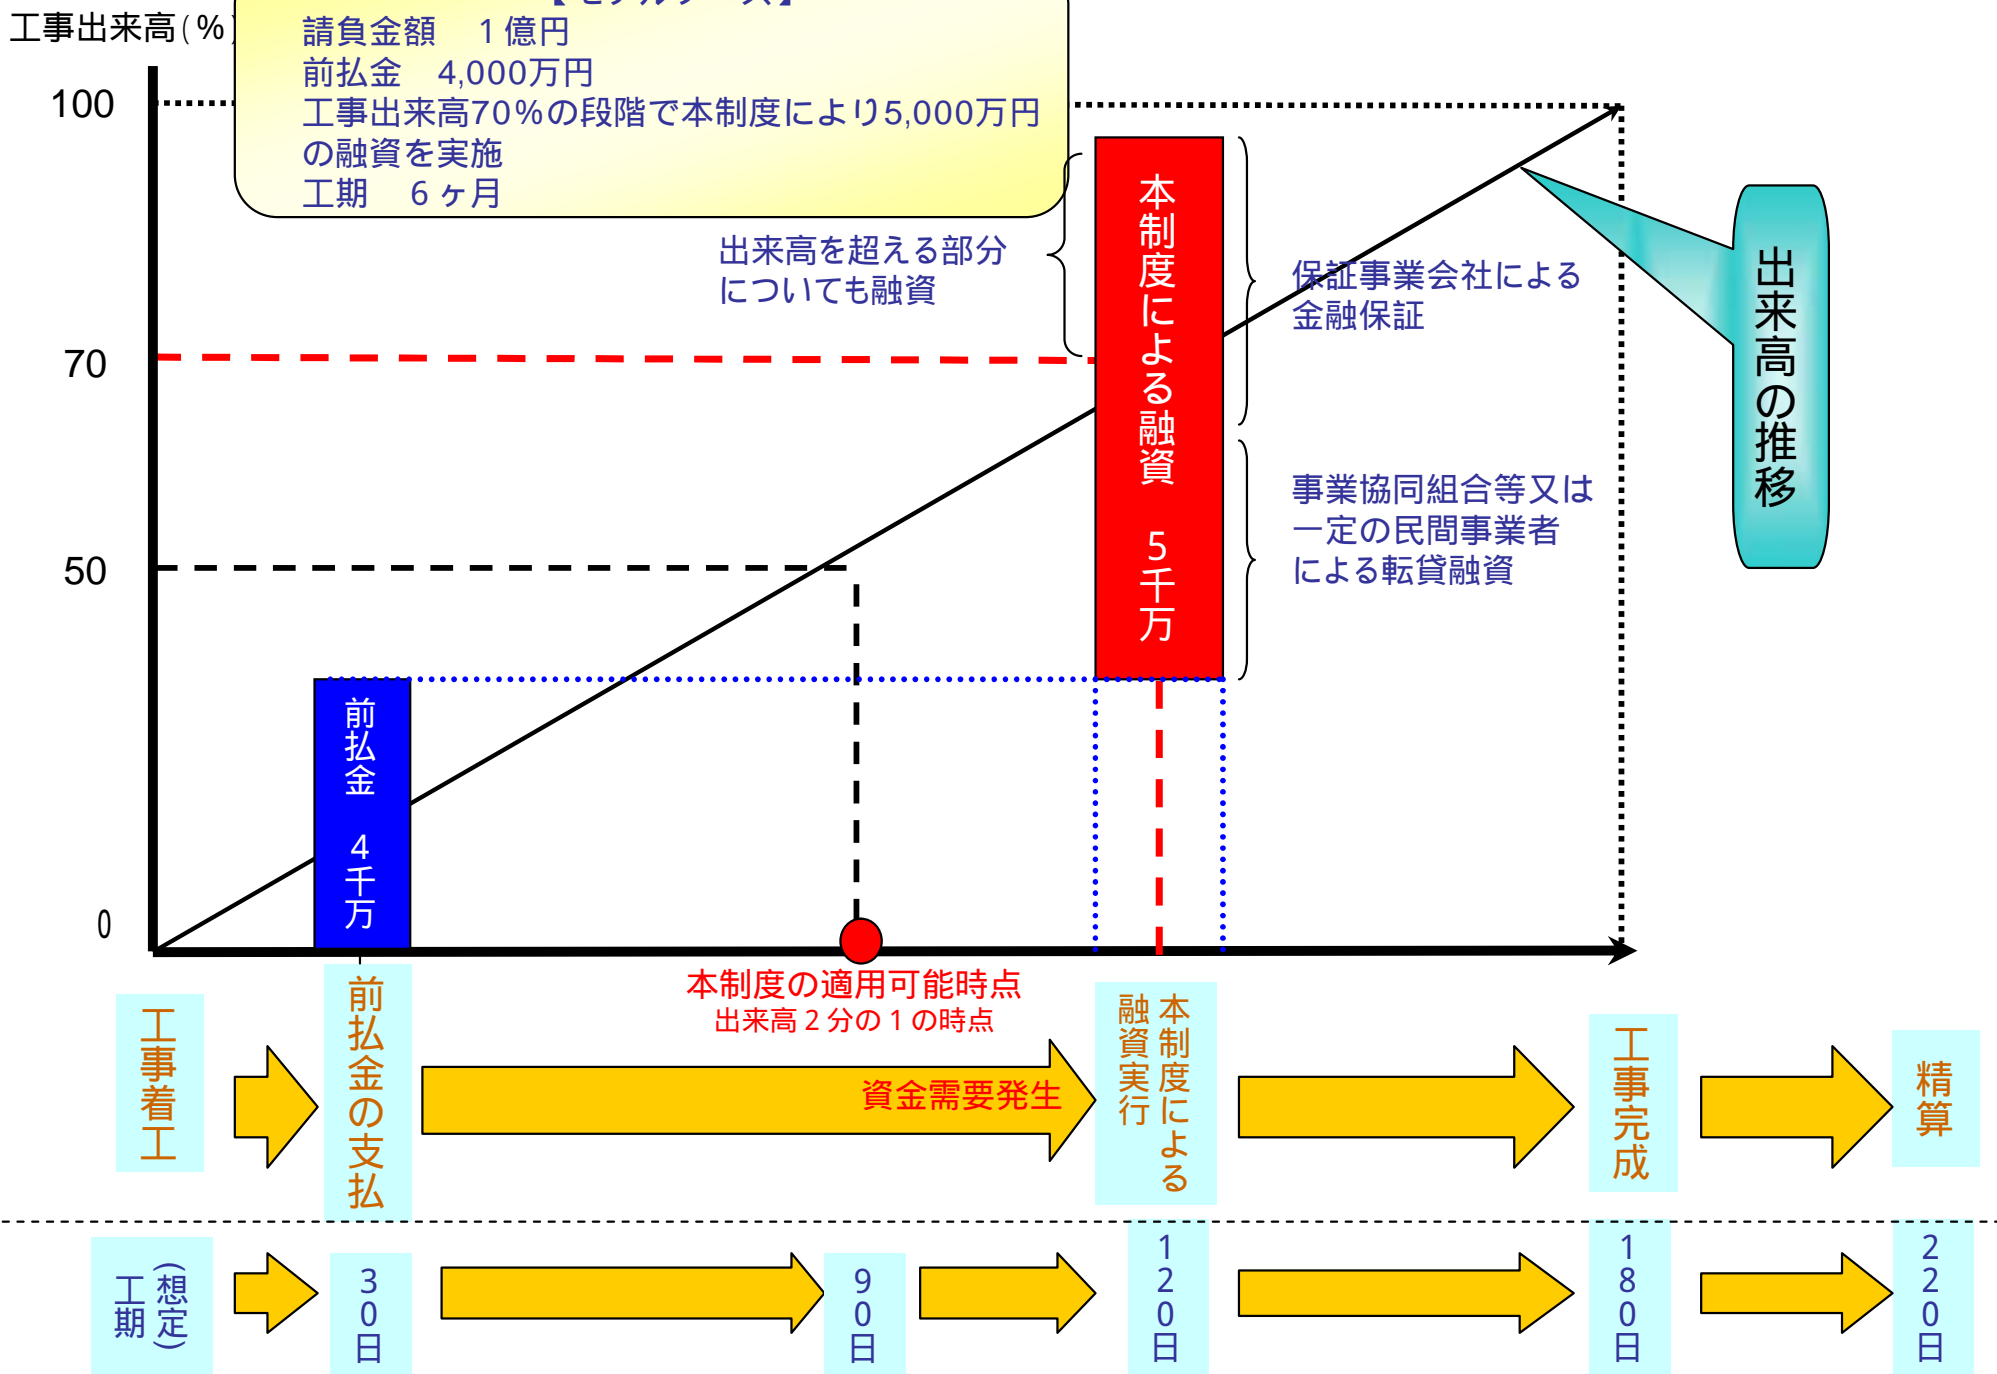 工事出来高(%)
請負金額　1億円
前払金　4,000万円
工事出来高70%の段階で本制度により5,000万円
の融資を実施
工期　6ヶ月
100
70
50
0
出来高を超える部分
についても融資
本制度による融資　5千万
保証事業会社による
金融保証
事業協同組合等又は
一定の民間事業者
による転貸融資
出来高の推移
前払金　4千万
本制度の適用可能時点
出来高2分の1の時点
工事着工
前払金の支払
資金需要発生
本制度による
融資実行
工事完成
精算
(想定)
工期
30日
90日
120日
180日
220日